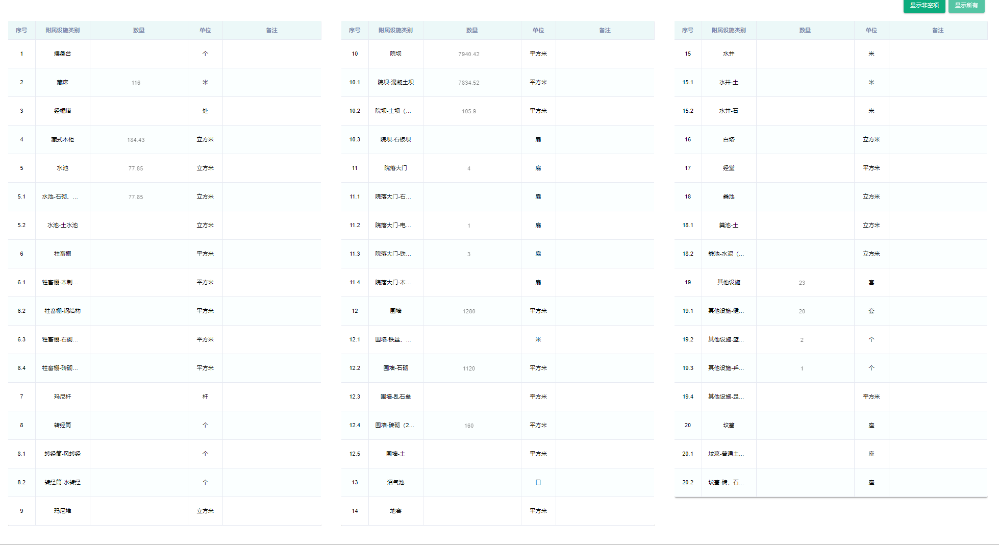 显示非空项 显示所有
序号 附属设施类别 数量 单位 备注
1 煨桑台 个
2 藏床 116 米
3 经幡塔 处
4 藏式木柜 184.43 立方米
5 水池 77.85 立方米
5.1 水池-石砌、... 77.85 立方米
5.2 水池-土水池 立方米
6 牲畜棚 平方米
6.1 牲畜棚-木制... 平方米
6.2 牲畜棚-钢结构 平方米
6.3 牲畜棚-石砌... 平方米
6.4 牲畜棚-砖砌... 平方米
7 玛尼杆 杆
8 转经筒 个
8.1 转经筒-风转经 个
8.2 转经筒-水转经 个
9 玛尼堆 立方米
序号 附属设施类别 数量 单位 备注
10 院坝 7940.42 平方米
10.1 院坝-混凝土坝 7834.52 平方米
10.2 院坝-土坝（... 105.9 平方米
10.3 院坝-石板坝 扇
11 院落大门 4 扇
11.1 院落大门-石... 扇
11.2 院落大门-电... 1 扇
11.3 院落大门-铁... 3 扇
11.4 院落大门-木... 扇
12 围墙 1280 平方米
12.1 围墙-铁丝、... 米
12.2 围墙-石砌 1120 平方米
12.3 围墙-乱石垒 平方米
12.4 围墙-砖砌（2... 160 平方米
12.5 围墙-土 平方米
13 沼气池 口
14 地窖 平方米
序号 附属设施类别 数量 单位 备注
15 水井 米
15.1 水井-土 米
15.2 水井-石 米
16 白塔 立方米
17 经堂 平方米
18 粪池 立方米
18.1 粪池-土 立方米
18.2 粪池-水泥（... 立方米
19 其他设施 23 套
19.1 其他设施-健... 20 套
19.2 其他设施-篮... 2 个
19.3 其他设施-乒... 1 个
19.4 其他设施-足... 平方米
20 坟墓 座
20.1 坟墓-普通土... 座
20.2 坟墓-砖、石... 座